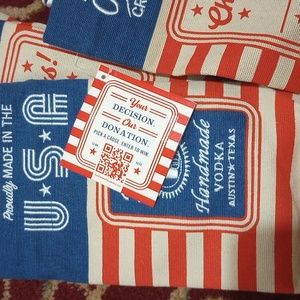 Your
DECISION.
Our
DONATION.
PICK A CAUSE, ENTER TO WIN
Proudly MADE IN THE
USA
Handmade
VODKA
AUSTIN★TEXAS